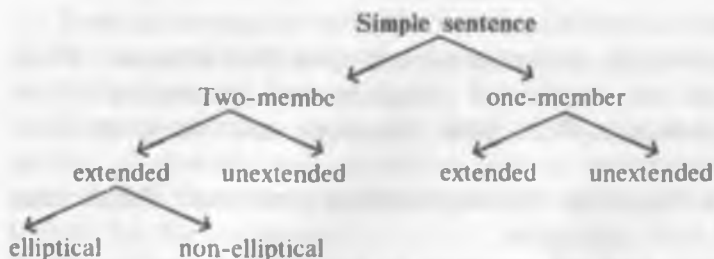 Simple sentence
Two-membe one-member
extended unextended extended unextended
elliptical non-elliptical